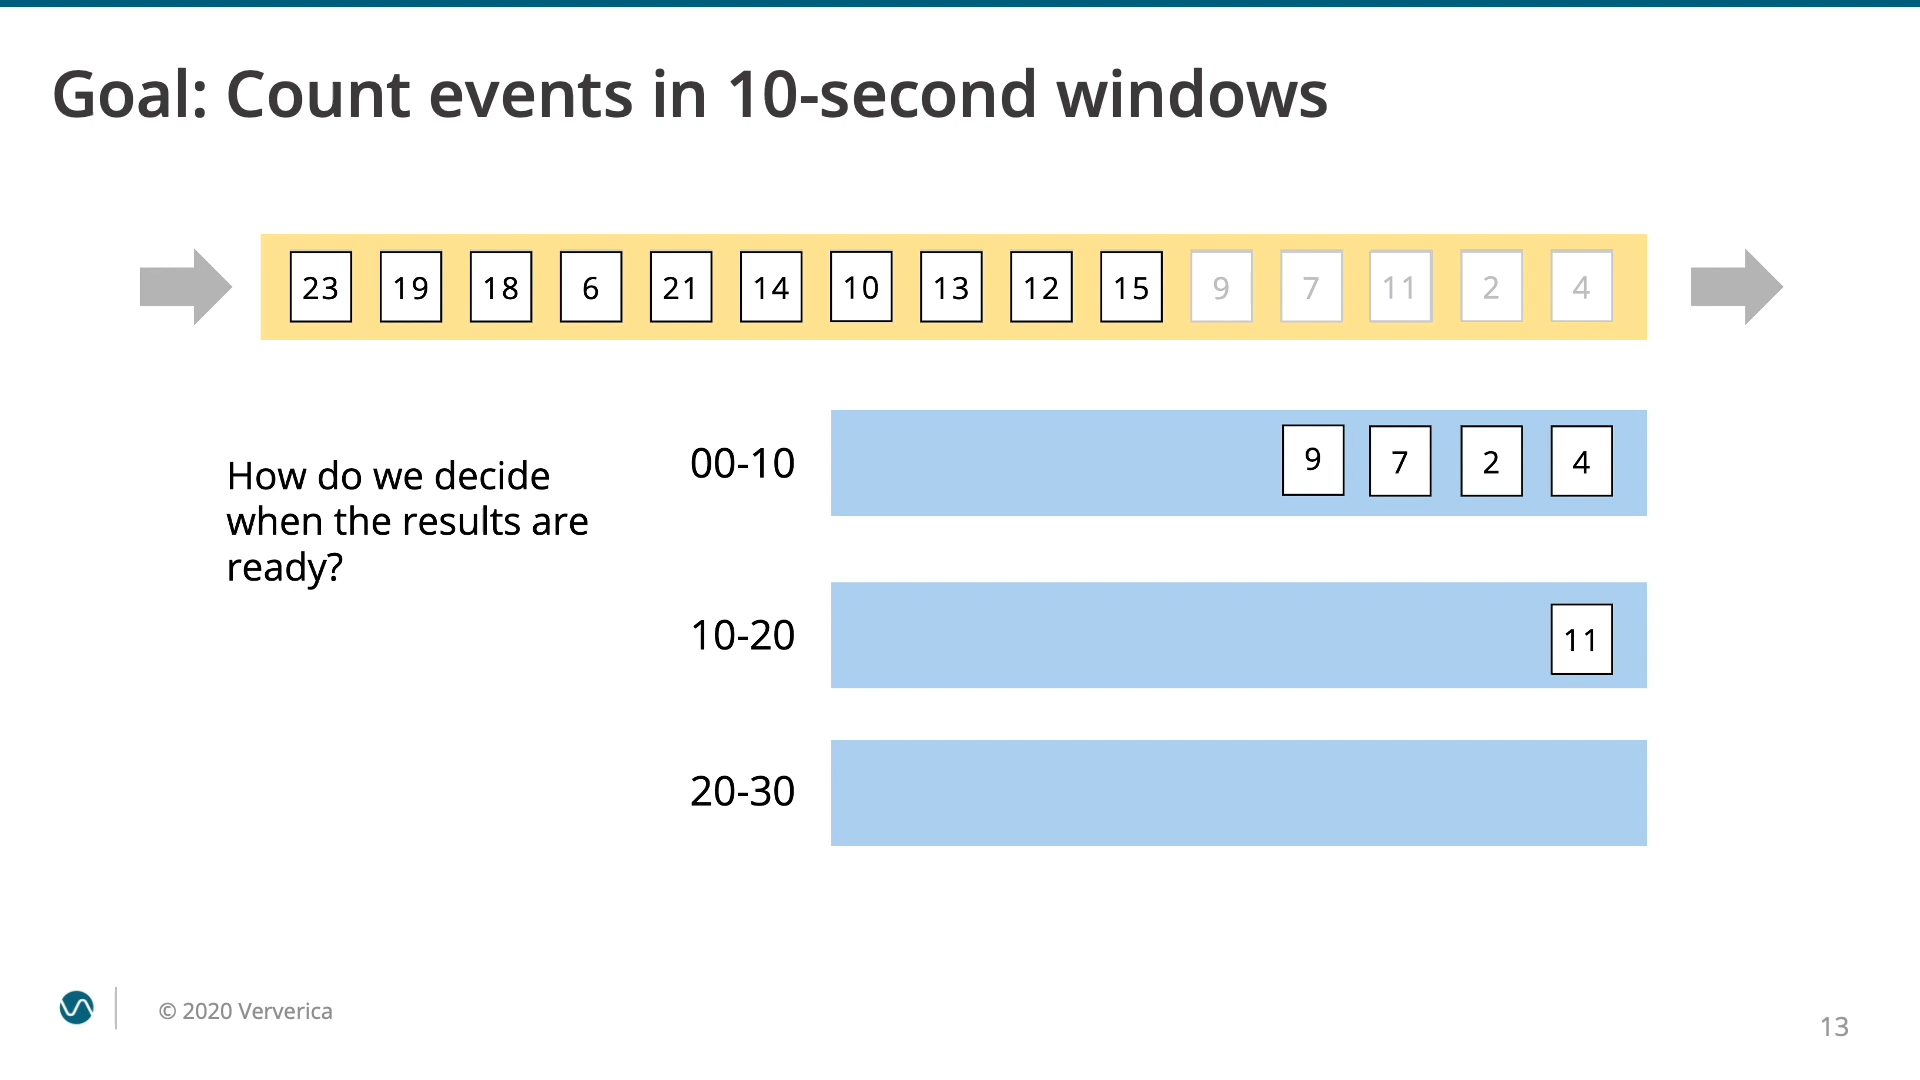 Goal: Count events in 10-second windows
23 19 18 6 21 14 10 13 12 15 9 7 11 2 4
How do we decide
when the results are
ready?
00-10 9 7 2 4
10-20 11
20-30
© 2020 Ververica
13